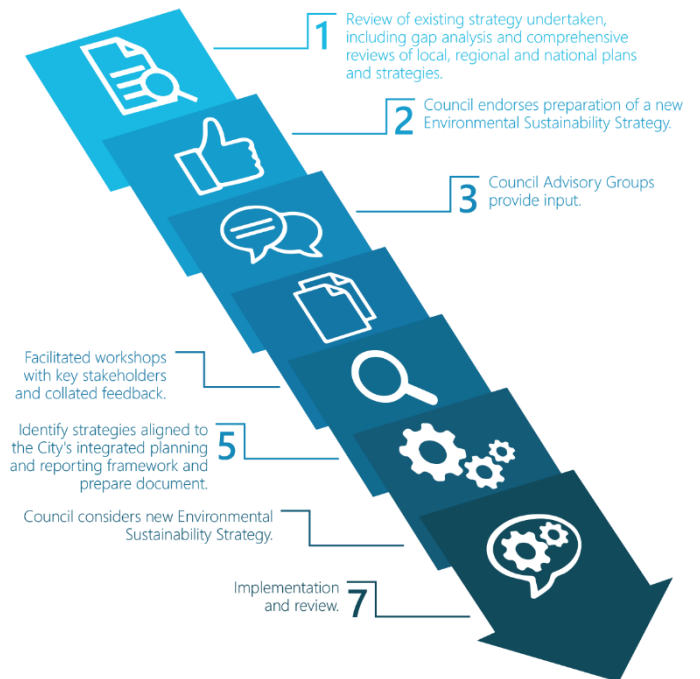 1
Review of existing strategy undertaken,
including gap analysis and comprehensive
reviews of local, regional and national plans
and strategies.
2
Council endorses preparation of a new
Environmental Sustainability Strategy.
3
Council Advisory Groups
provide input.
Facilitated workshops
with key stakeholders
and collated feedback.
Identify strategies aligned to
the City's integrated planning
and reporting framework and
prepare document.
5
Council considers new Environmental
Sustainability Strategy.
Implementation
and review.
7